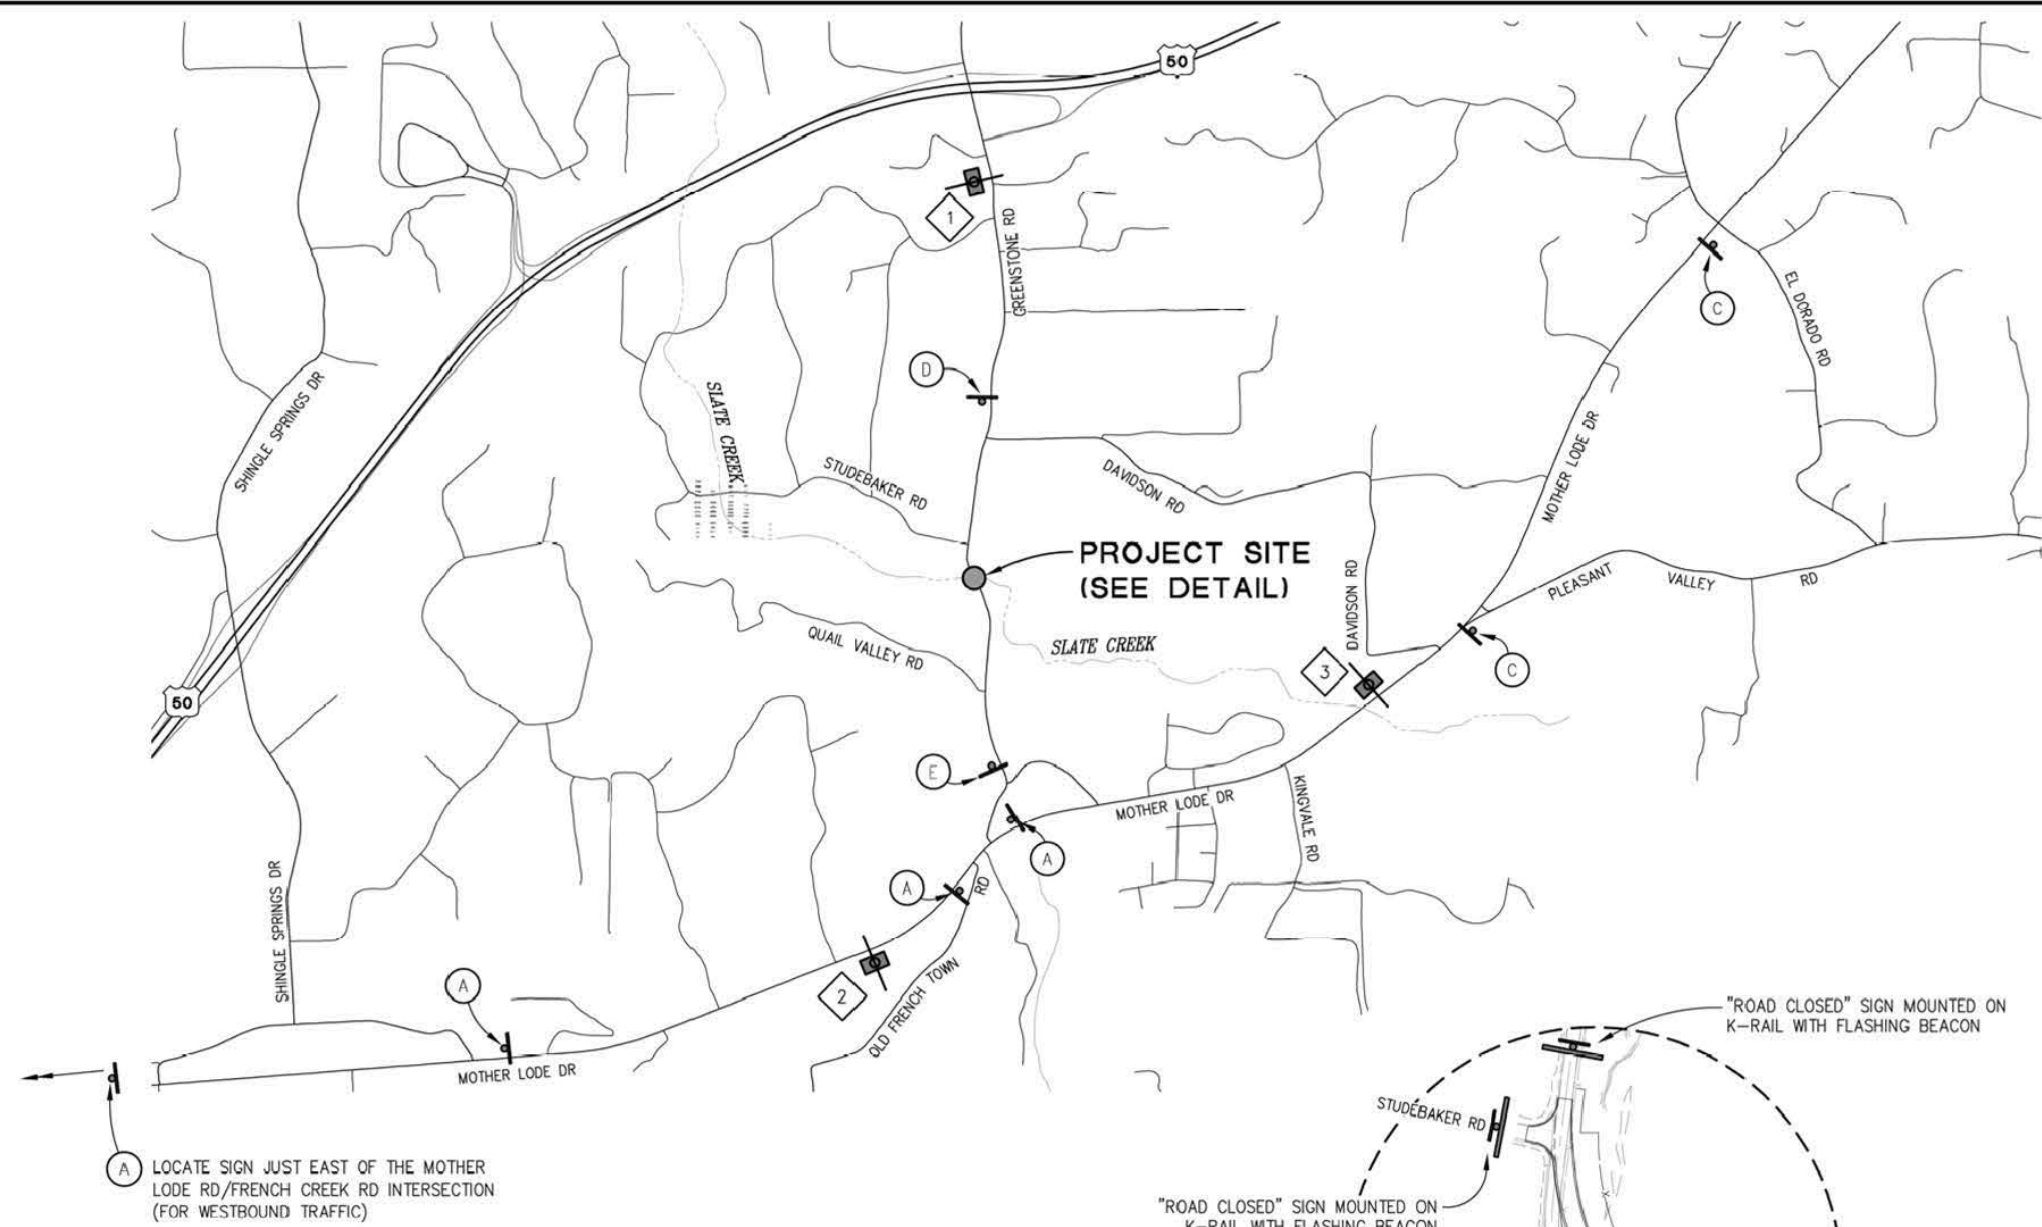 50
1
GREENSTONE RD
C
EL DORADO RD
D
SHINGLE SPRINGS DR
SLATE CREEK
MOTHER LODE DR
STUDEBAKER RD
DAVIDSON RD
PROJECT SITE
(SEE DETAIL)
DAVIDSON RD
PLEASANT VALLEY RD
QUAIL VALLEY RD
SLATE CREEK
3
C
50
E
MOTHER LODE DR
KINGVALE RD
A
A
SHINGLE SPRINGS DR
OLD FRENCH TOWN RD
A
2
MOTHER LODE DR
"ROAD CLOSED" SIGN MOUNTED ON
K-RAIL WITH FLASHING BEACON
STUDEBAKER RD
A
LOCATE SIGN JUST EAST OF THE MOTHER
LODE RD/FRENCH CREEK RD INTERSECTION
(FOR WESTBOUND TRAFFIC)
"ROAD CLOSED" SIGN MOUNTED ON
K-RAIL WITH FLASHING BEACON